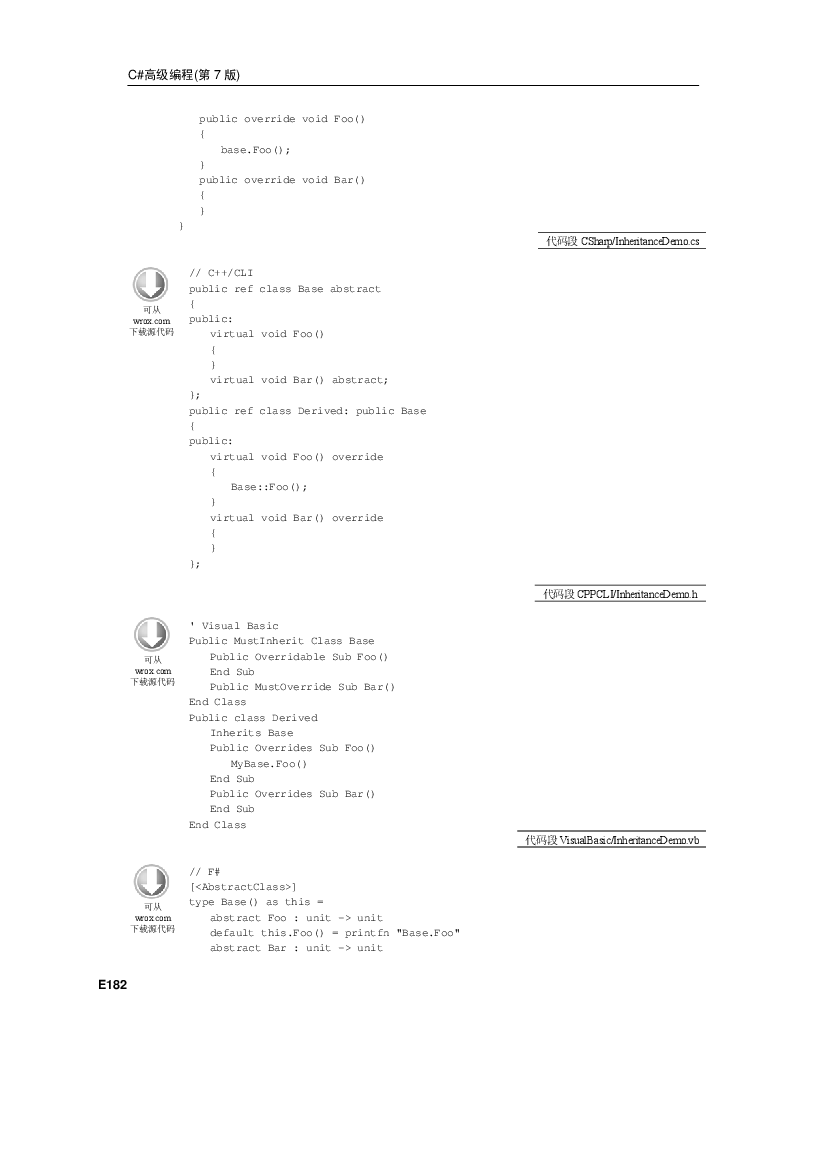 C#高级编程(第 7 版)
public override void Foo()
{
base.Foo();
}
public override void Bar()
{
}
}
代码段 CSharp/InheritanceDemo.cs
可从
wrox.com
下载源代码
// C++/CLI
public ref class Base abstract
{
public:
virtual void Foo()
{
}
virtual void Bar() abstract;
};
public ref class Derived: public Base
{
public:
virtual void Foo() override
{
Base::Foo();
}
virtual void Bar() override
{
}
};
代码段 CPPCLI/InheritanceDemo.h
可从
wrox.com
下载源代码
' Visual Basic
Public MustInherit Class Base
Public Overridable Sub Foo()
End Sub
Public MustOverride Sub Bar()
End Class
Public class Derived
Inherits Base
Public Overrides Sub Foo()
MyBase.Foo()
End Sub
Public Overrides Sub Bar()
End Sub
End Class
代码段 VisualBasic/InheritanceDemo.vb
可从
wrox.com
下载源代码
// F#
[<AbstractClass>]
type Base() as this =
abstract Foo : unit -> unit
default this.Foo() = printfn "Base.Foo"
abstract Bar : unit -> unit
E182